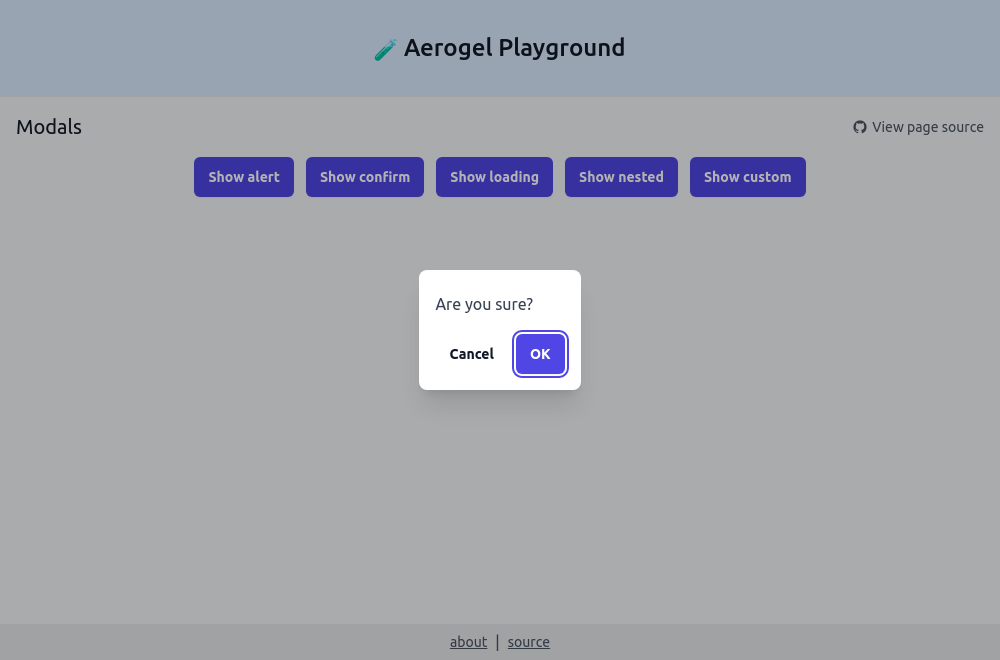 Aerogel Playground
Modals
View page source
Show alert
Show confirm
Show loading
Show nested
Show custom
Are you sure?
Cancel
OK
about | source